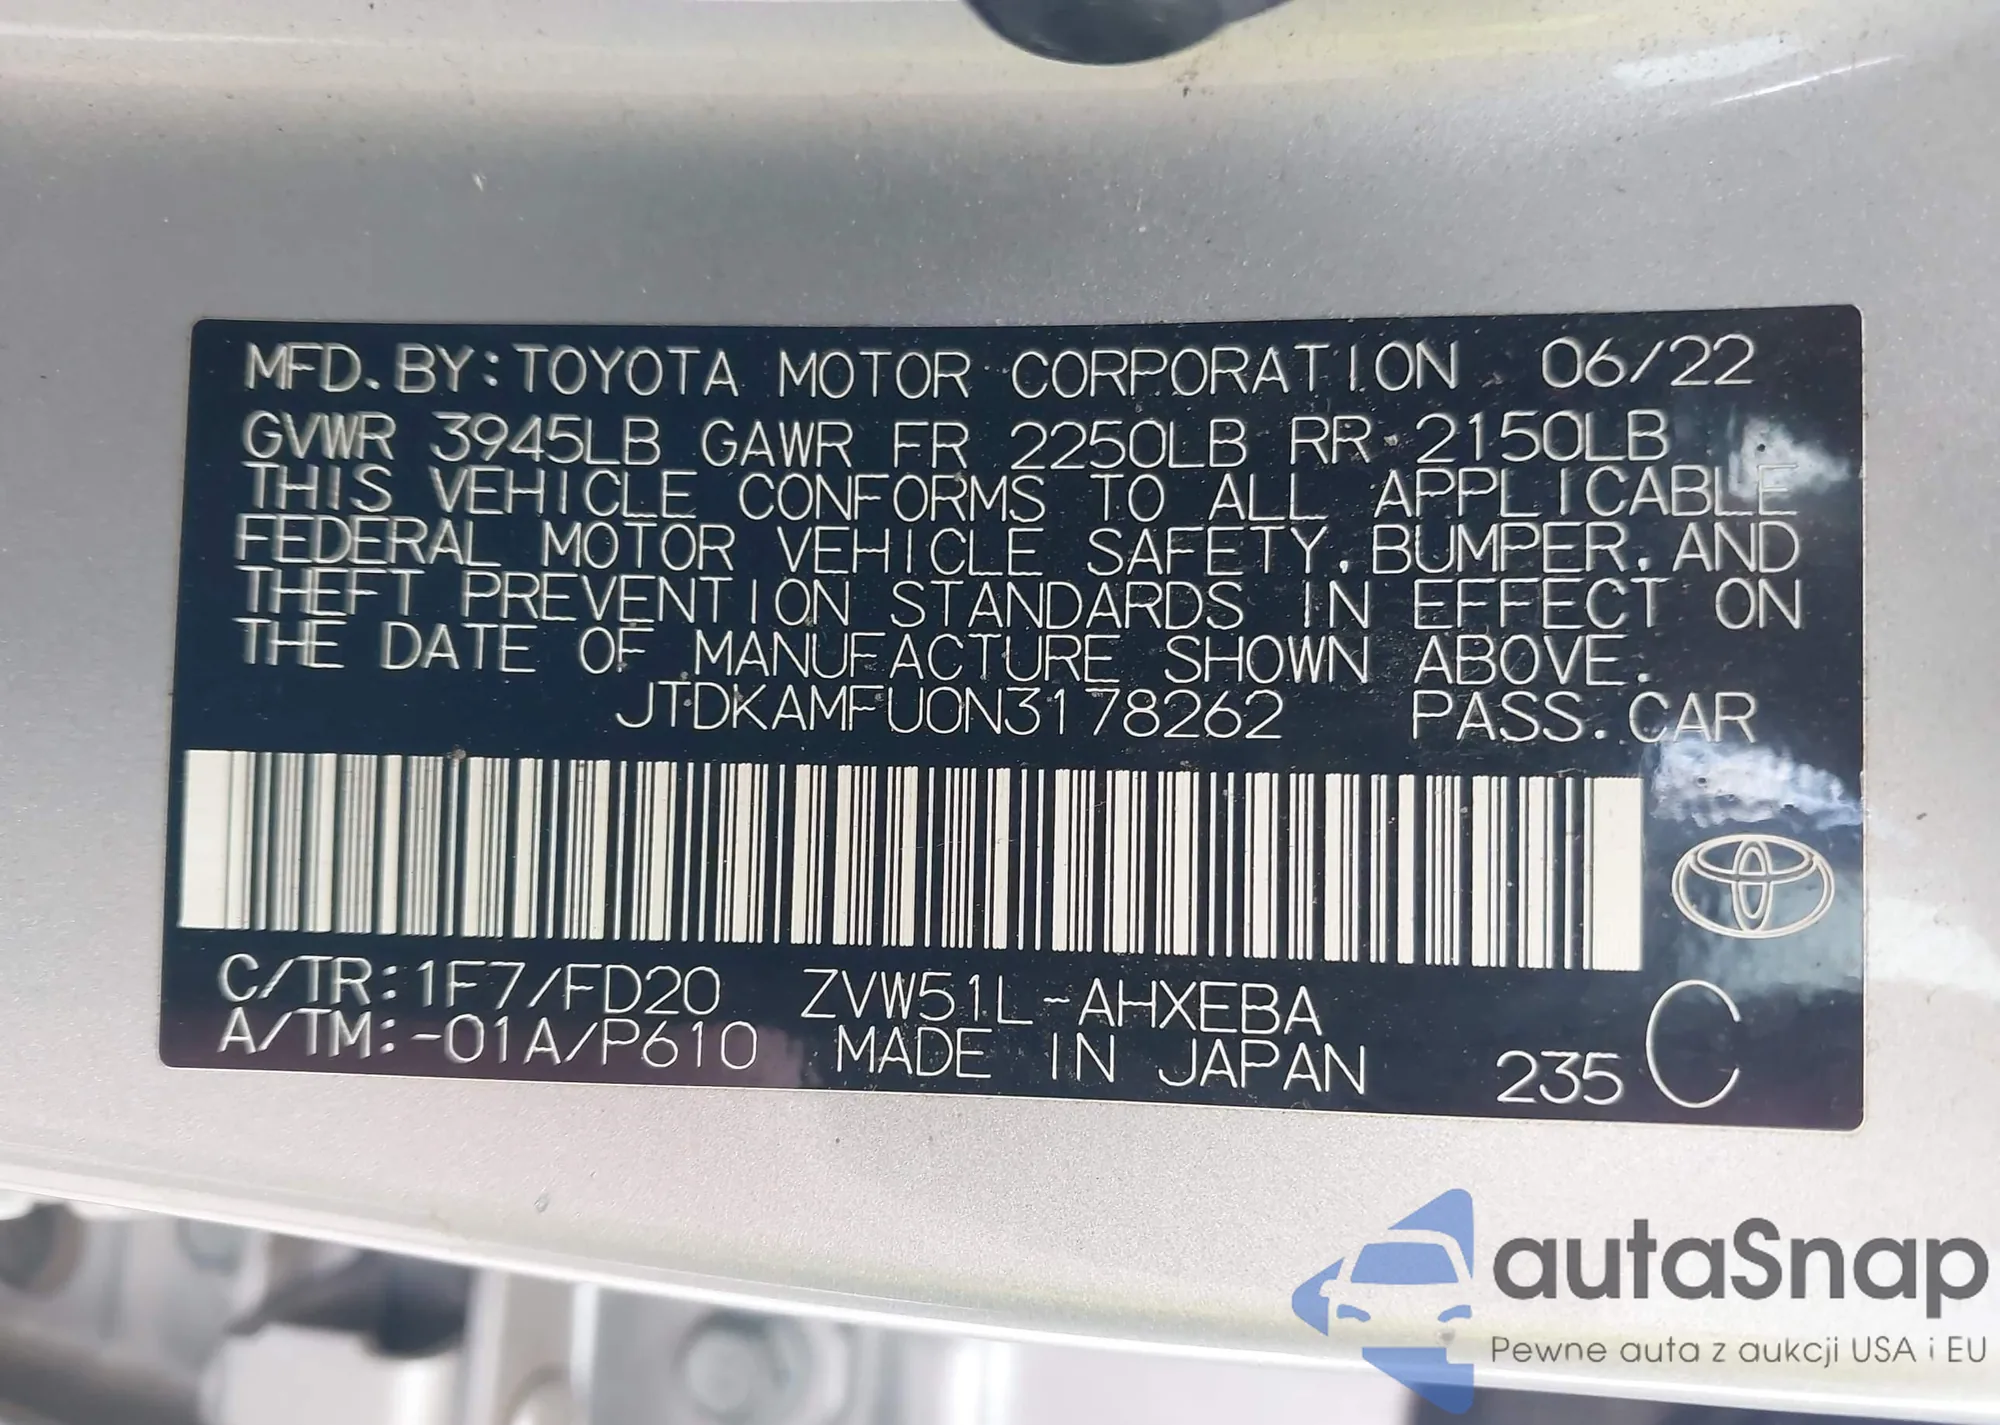 MFD. BY: TOYOTA MOTOR CORPORATION 06/22
GVWR 3945LB GAWR FR 2250LB RR 2150LB
THIS VEHICLE CONFORMS TO ALL APPLICABLE
FEDERAL MOTOR VEHICLE SAFETY, BUMPER, AND
THEFT PREVENTION STANDARDS IN EFFECT ON
THE DATE OF MANUFACTURE SHOWN ABOVE.
JTDKAMFU0N3178262 PASS. CAR
C/TR: 1F7/FD20 ZVW51L-AHXEBA
A/TM: -01A/P610 MADE IN JAPAN 235 C
autaSnap
Pewne auta z aukcji USA i EU